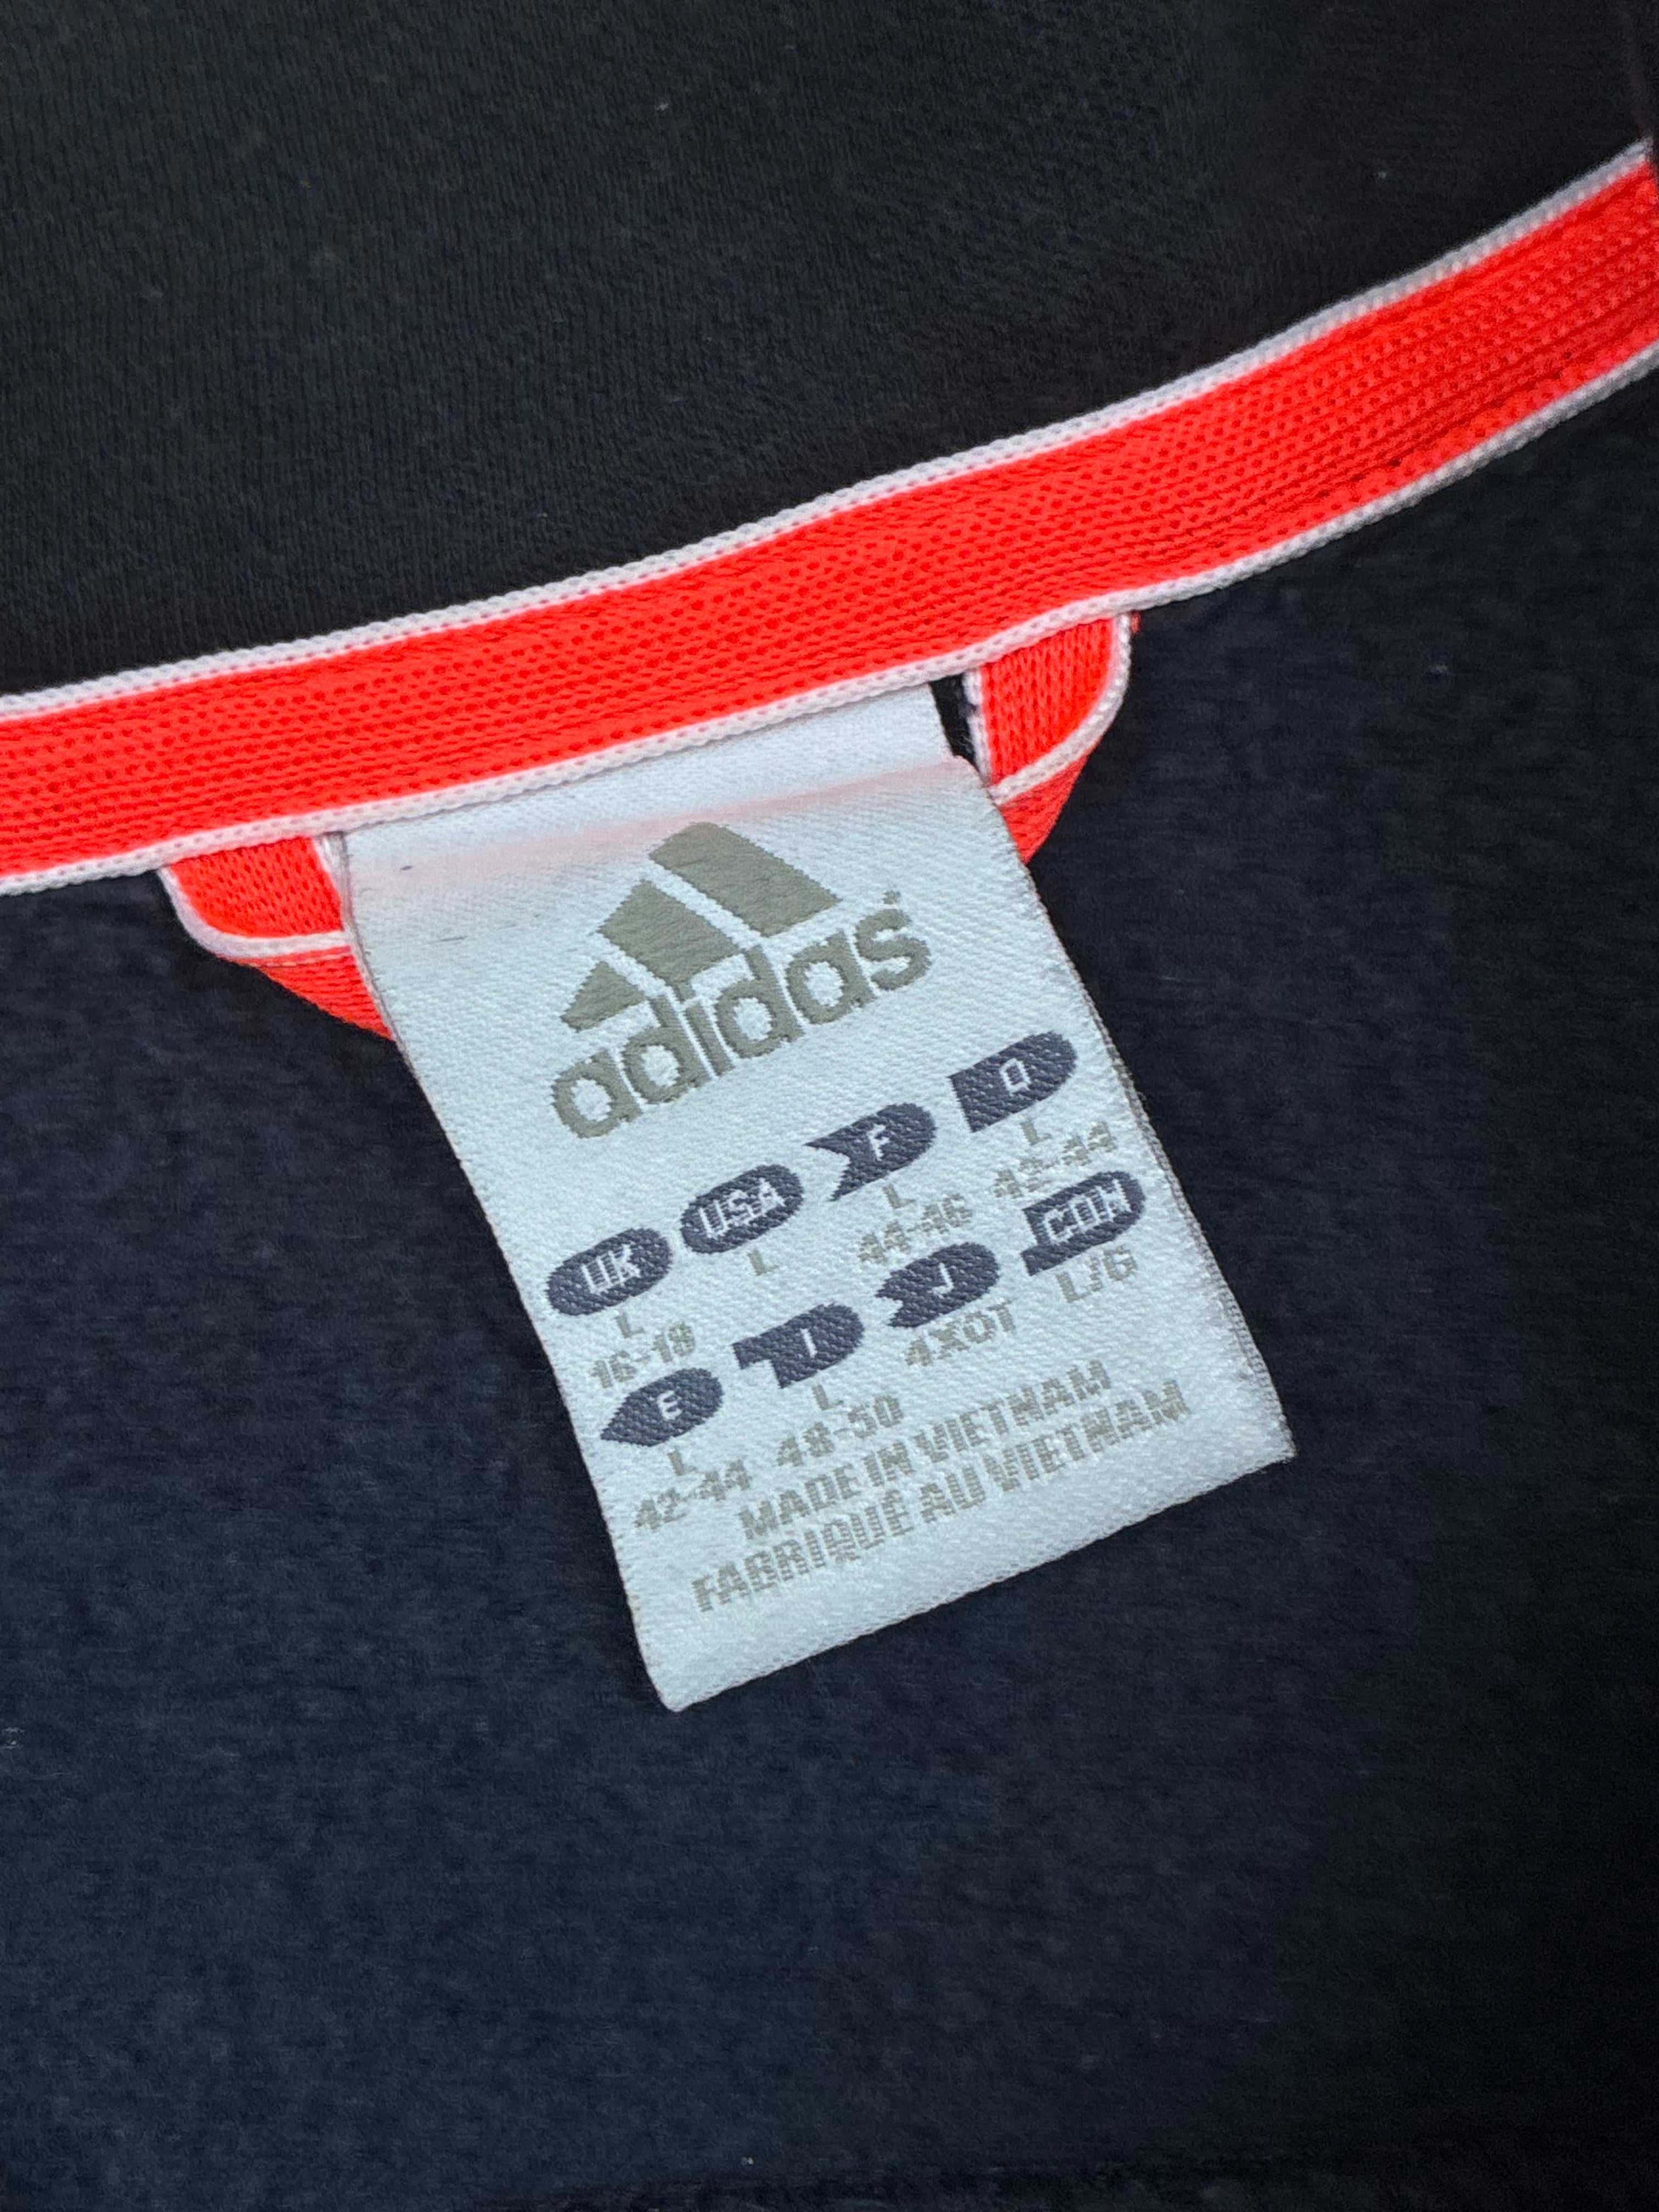 adidas
UK USA F D
L L L L
16-18 44-46 42-44
E I J CDN
L L 4XOT L/G
42-44 48-50
MADE IN VIETNAM
FABRIQUÉ AU VIETNAM